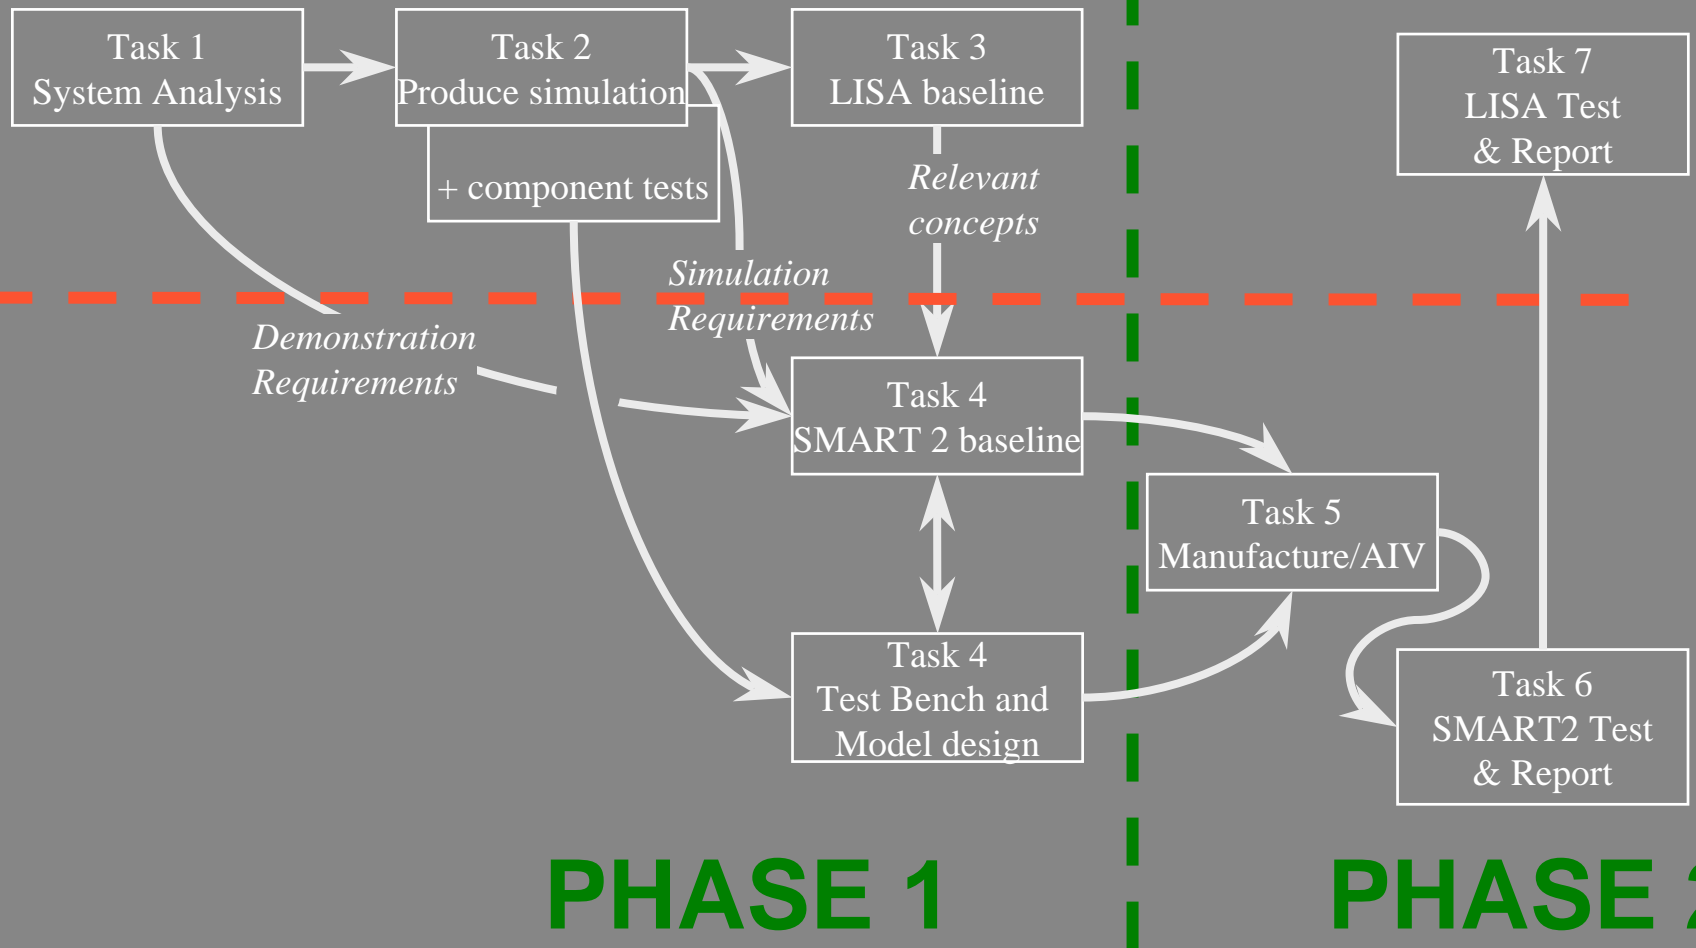 Task 1
System Analysis
Task 2
Produce simulation
+ component tests
Task 3
LISA baseline
Task 7
LISA Test
& Report
Relevant
concepts
Simulation
Requirements
Demonstration
Requirements
Task 4
SMART 2 baseline
Task 5
Manufacture/AIV
Task 4
Test Bench and
Model design
Task 6
SMART2 Test
& Report
PHASE 1
PHASE 2